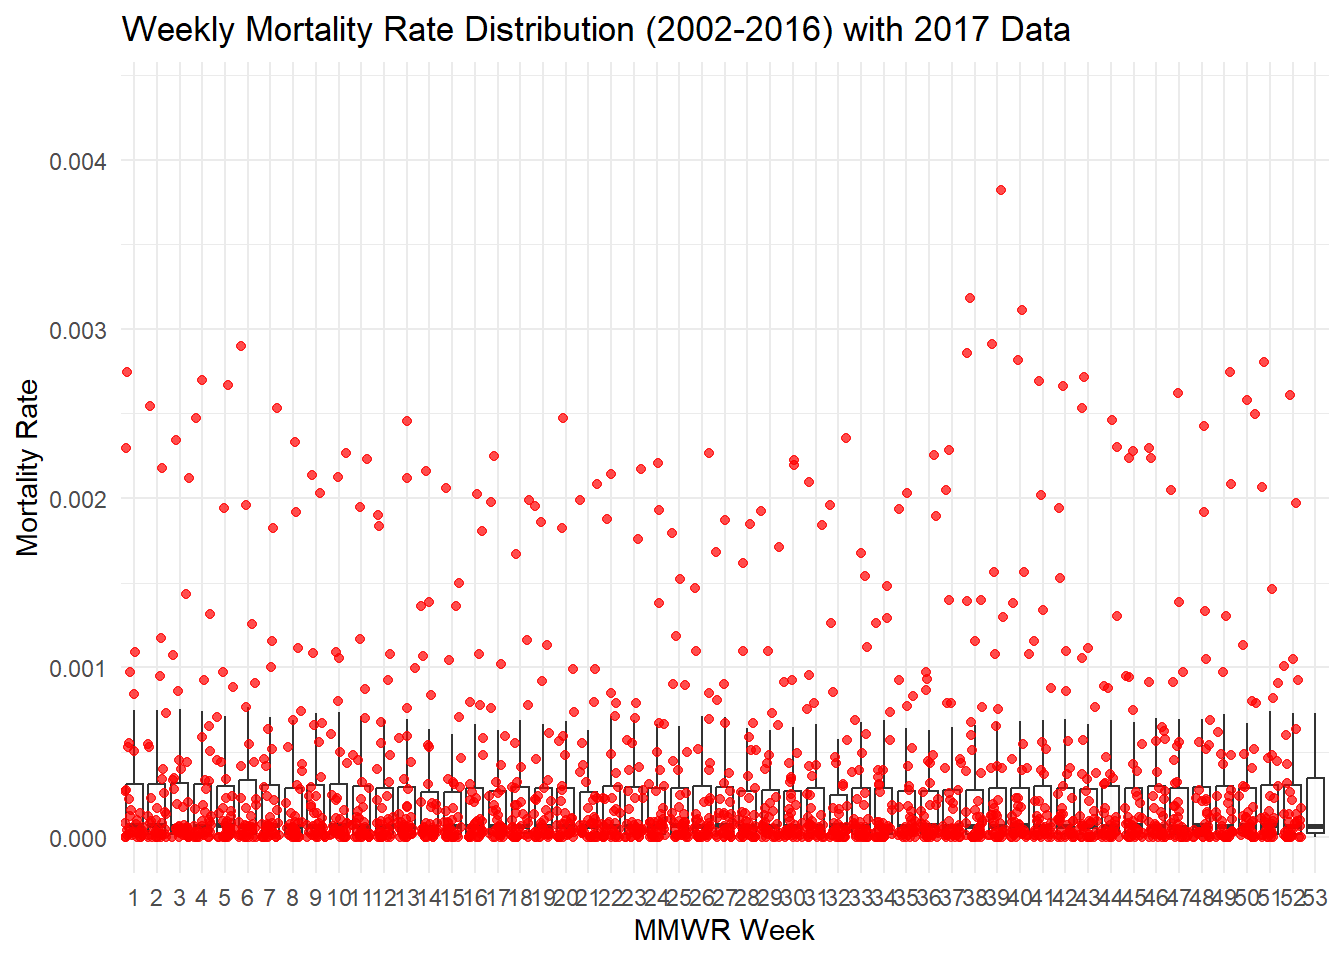 Weekly Mortality Rate Distribution (2002-2016) with 2017 Data
0.004
0.003
0.002
0.001
0.000
Mortality Rate
1 2 3 4 5 6 7 8 9 10 11 12 13 14 15 16 17 18 19 20 21 22 23 24 25 26 27 28 29 30 31 32 33 34 35 36 37 38 39 40 41 42 43 44 45 46 47 48 49 50 51 52 53
MMWR Week